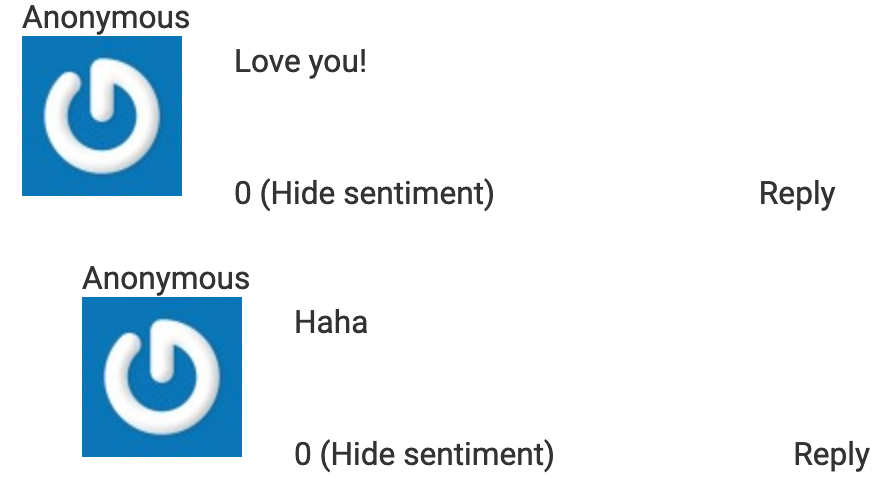 Anonymous
Love you!
0 (Hide sentiment) Reply
Anonymous
Haha
0 (Hide sentiment) Reply